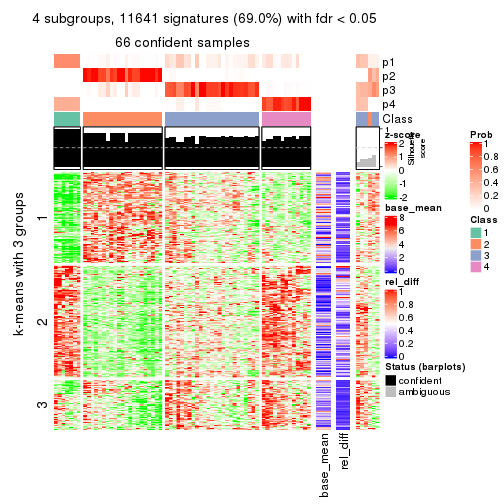 4 subgroups, 11641 signatures (69.0%) with fdr < 0.05
66 confident samples
p1
p2
p3
p4
Class
1
Silhouette
score
k-means with 3 groups
1
2
3
base_mean
rel_diff
z-score
2
1
0
-1
-2
base_mean
8
6
4
2
0
rel_diff
1
0.8
0.6
0.4
0.2
0
Status (barplots)
confident
ambiguous
Prob
1
0.8
0.6
0.4
0.2
0
Class
1
2
3
4